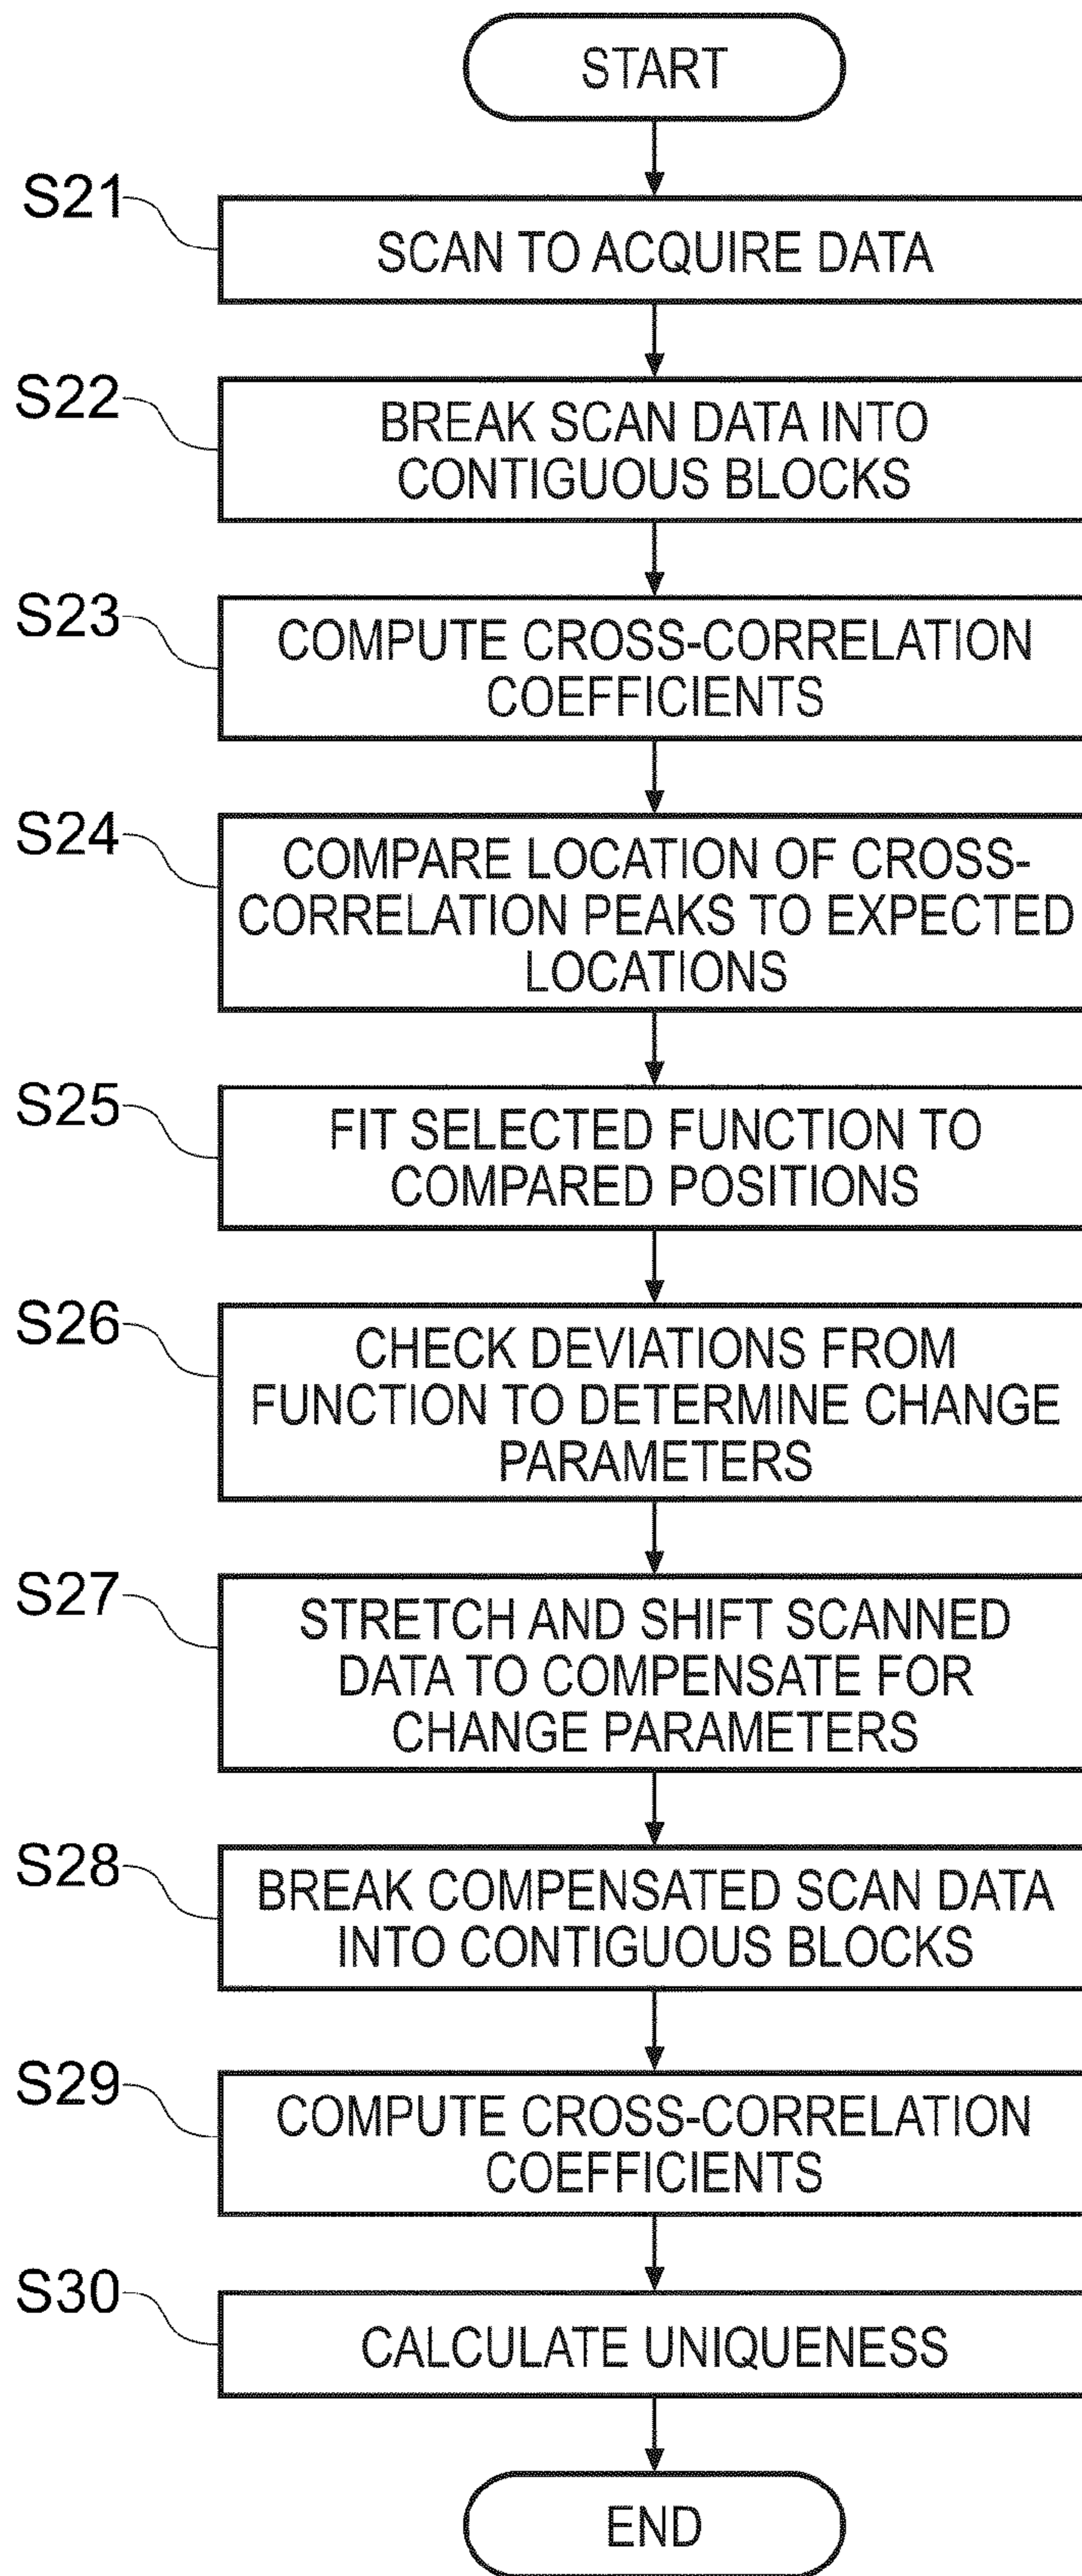 START
S21
SCAN TO ACQUIRE DATA
S22
BREAK SCAN DATA INTO
CONTIGUOUS BLOCKS
S23
COMPUTE CROSS-CORRELATION
COEFFICIENTS
S24
COMPARE LOCATION OF CROSS-
CORRELATION PEAKS TO EXPECTED
LOCATIONS
S25
FIT SELECTED FUNCTION TO
COMPARED POSITIONS
S26
CHECK DEVIATIONS FROM
FUNCTION TO DETERMINE CHANGE
PARAMETERS
S27
STRETCH AND SHIFT SCANNED
DATA TO COMPENSATE FOR
CHANGE PARAMETERS
S28
BREAK COMPENSATED SCAN DATA
INTO CONTIGUOUS BLOCKS
S29
COMPUTE CROSS-CORRELATION
COEFFICIENTS
S30
CALCULATE UNIQUENESS
END